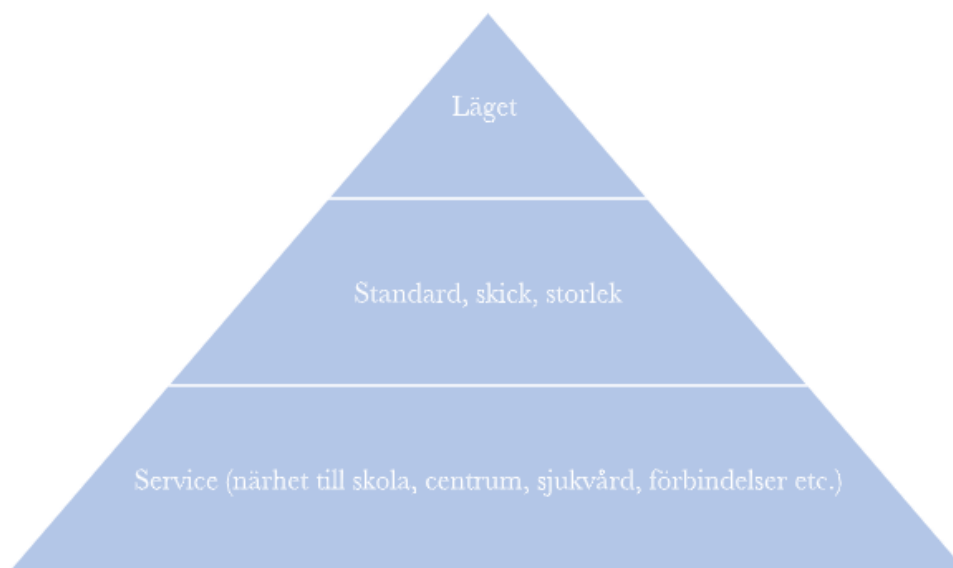 Läget
Standard, skick, storlek
Service (närhet till skola, centrum, sjukvård, förbindelser etc.)